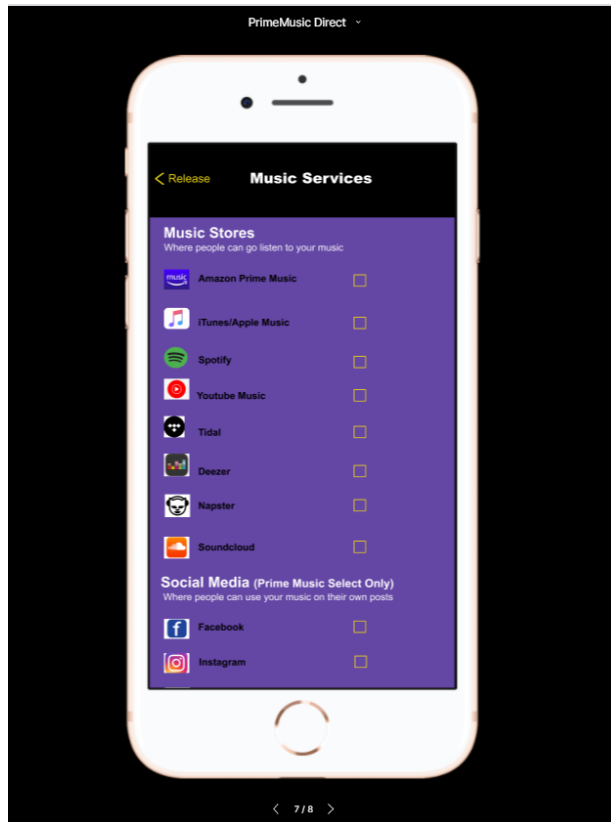 PrimeMusic Direct
Release
Music Services
Music Stores
Where people can go listen to your music
music
Amazon Prime Music
iTunes/Apple Music
Spotify
Youtube Music
Tidal
Deezer
Napster
Soundcloud
Social Media (Prime Music Select Only)
Where people can use your music on their own posts
f
Facebook
Instagram
7 / 8